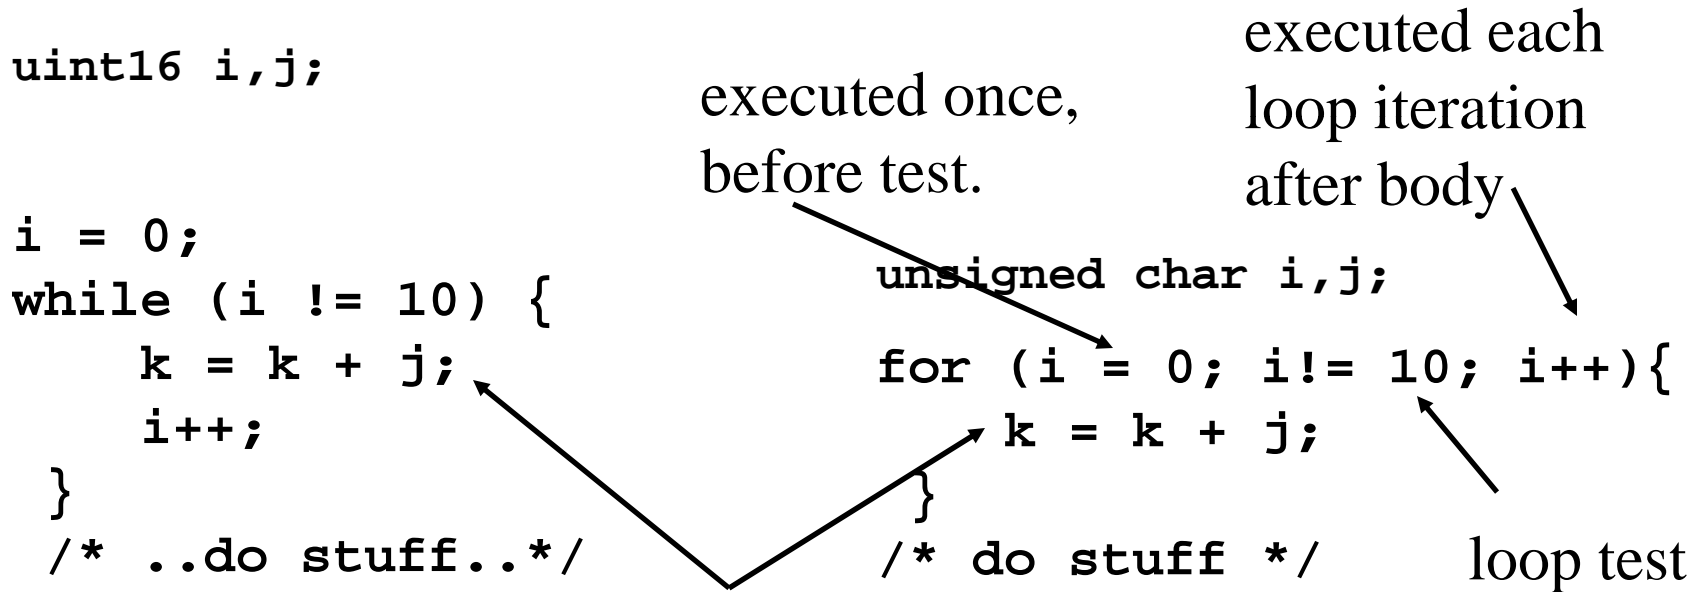 uint16 i,j;
i = 0;
while (i != 10) {
k = k + j;
i++;
}
/* ..do stuff..*/
executed once,
before test.
executed each
loop iteration
after body
unsigned char i,j;
for (i = 0; i!= 10; i++){
k = k + j;
}
/* do stuff */
loop test